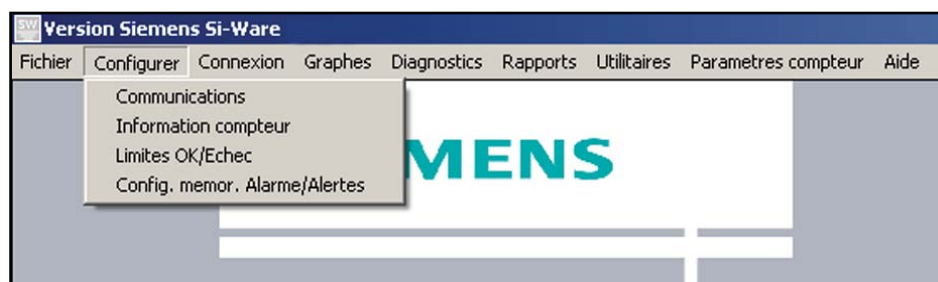 SW Version Siemens Si-Ware
Fichier Configurer Connexion Graphes Diagnostics Rapports Utilitaires Parametres compteur Aide
Communications
Information compteur
Limites OK/Echec
Config. memor. Alarme/Alertes
MENS